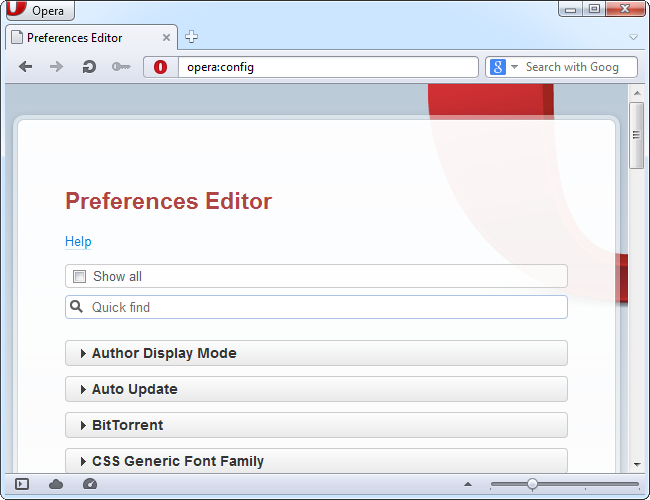 Opera
Preferences Editor
opera:config
Search with Goog
Preferences Editor
Help
Show all
Quick find
Author Display Mode
Auto Update
BitTorrent
CSS Generic Font Family